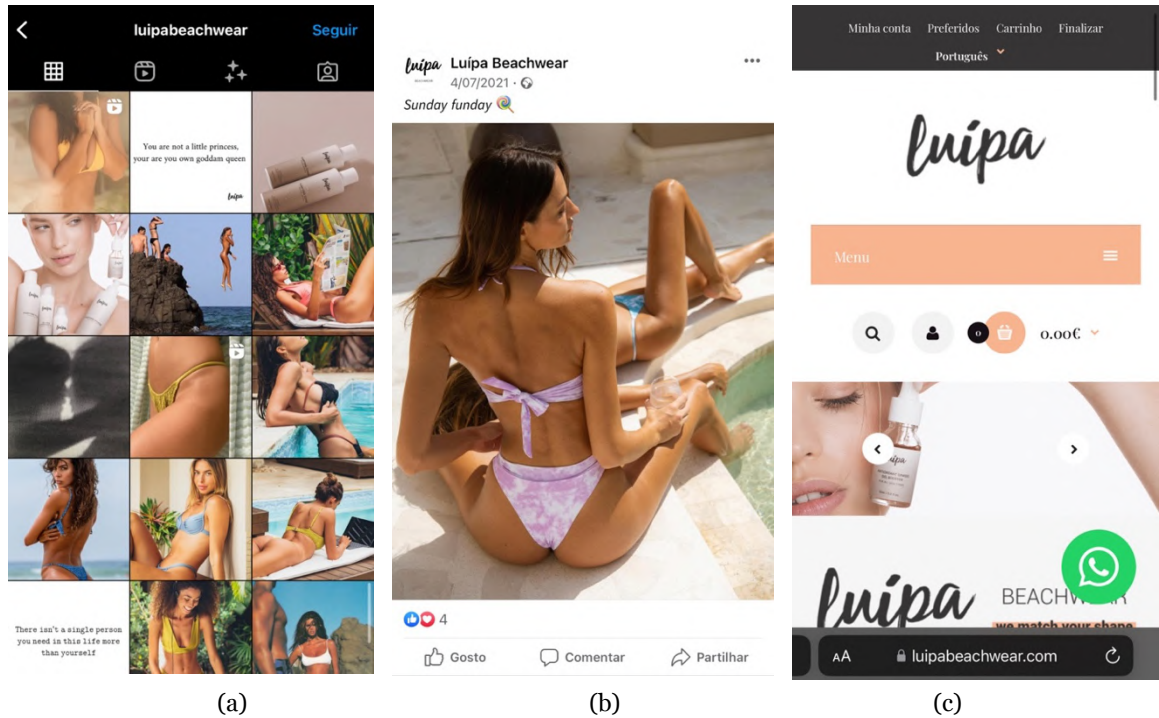 luipabeachwear
Seguir
You are not a little princess,
your are you own goddam queen
luípa
luípa
There isn't a single person
you need in this life more
than yourself
(a)
luípa
Luípa Beachwear
4/07/2021 ·
Sunday funday
4
Gosto
Comentar
Partilhar
(b)
Minha conta
Preferidos
Carrinho
Finalizar
Português
luípa
Menu
0
0.00€
luípa
luípa
BEACHWEAR
we match your shape
AA
luipabeachwear.com
(c)